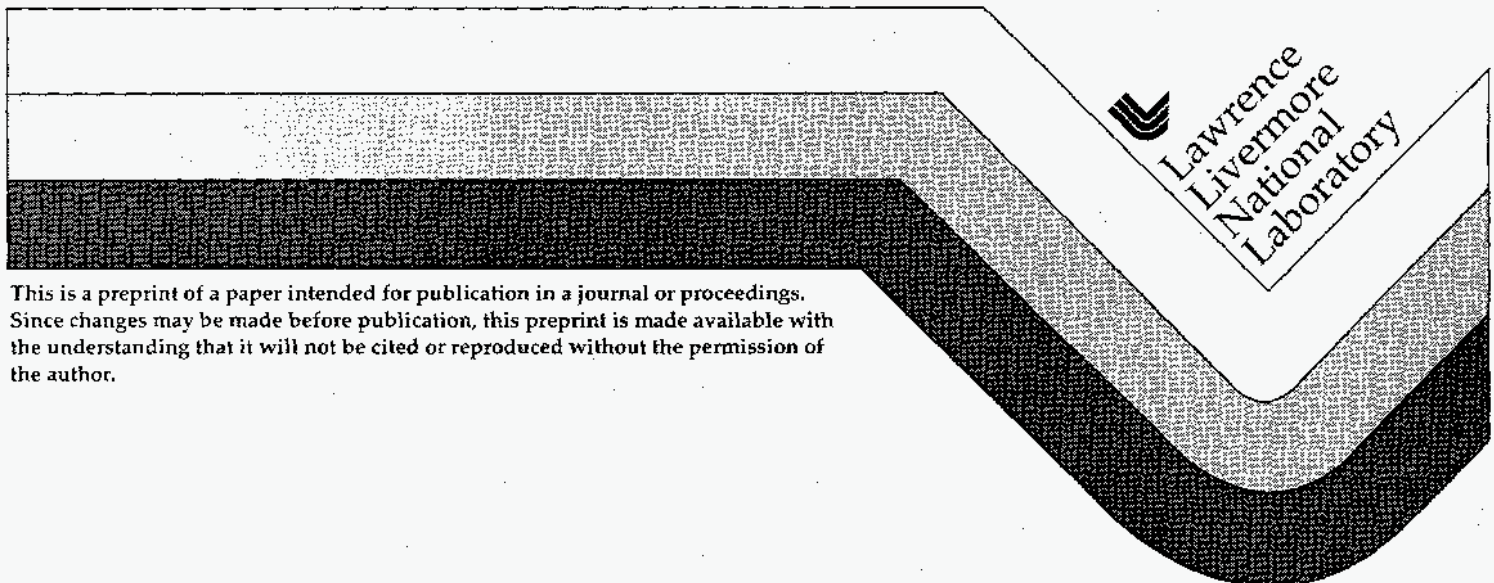 Lawrence
Livermore
National
Laboratory
This is a preprint of a paper intended for publication in a journal or proceedings.
Since changes may be made before publication, this preprint is made available with
the understanding that it will not be cited or reproduced without the permission of
the author.